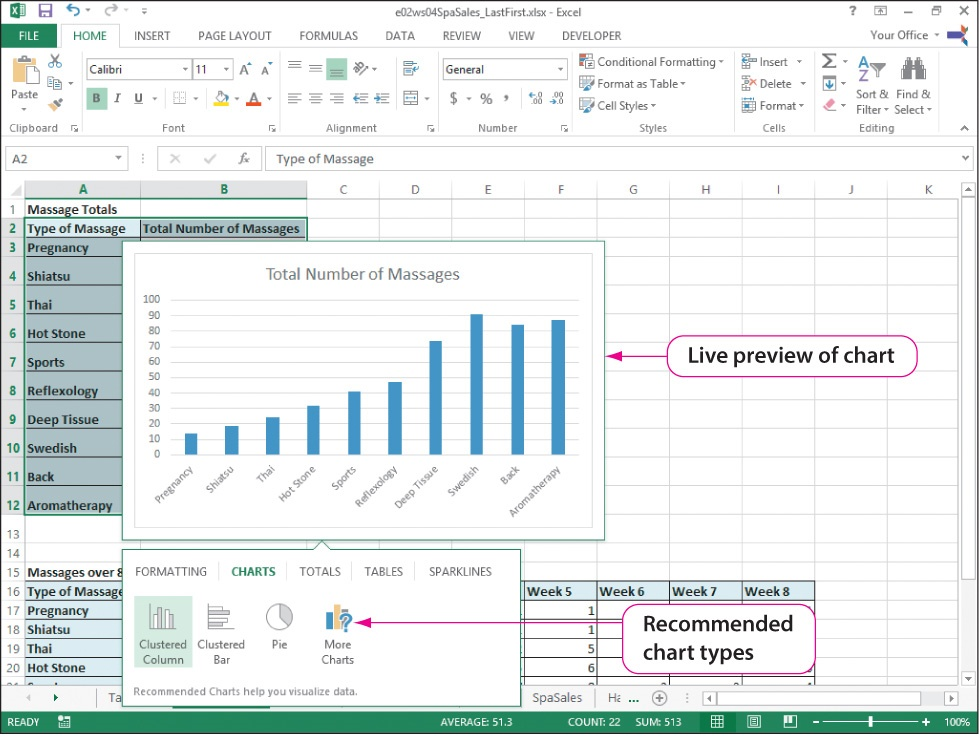 e02ws04SpaSales_LastFirst.xlsx - Excel
?
FILE HOME INSERT PAGE LAYOUT FORMULAS DATA REVIEW VIEW DEVELOPER Your Office
Paste
Calibri 11
B I U
General
$ % ,
Conditional Formatting
Format as Table
Cell Styles
Insert
Delete
Format
Sort & Filter
Find & Select
Clipboard Font Alignment Number Styles Cells Editing
A2 fx Type of Massage
A B C D E F G H I J K
1 Massage Totals
2 Type of Massage Total Number of Massages
3 Pregnancy
4 Shiatsu
5 Thai
6 Hot Stone
7 Sports
8 Reflexology
9 Deep Tissue
10 Swedish
11 Back
12 Aromatherapy
13
14
Total Number of Massages
100
90
80
70
60
50
40
30
20
10
0
Pregnancy Shiatsu Thai Hot Stone Sports Reflexology Deep Tissue Swedish Back Aromatherapy
Live preview of chart
15 Massages over 8
16 Type of Massage Week 5 Week 6 Week 7 Week 8
17 Pregnancy 1
18 Shiatsu 1
19 Thai 5
20 Hot Stone 6
FORMATTING CHARTS TOTALS TABLES SPARKLINES
Clustered Column
Clustered Bar
Pie
More Charts
Recommended Charts help you visualize data.
Recommended
chart types
Ta SpaSales Ha ...
READY AVERAGE: 51.3 COUNT: 22 SUM: 513 100%